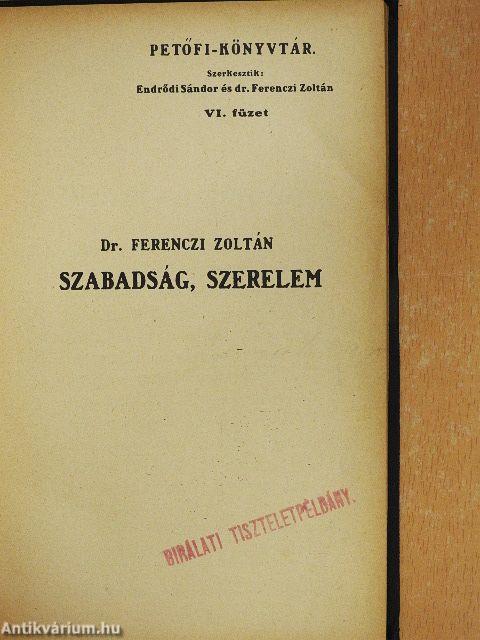 PETŐFI-KÖNYVTÁR.
Szerkesztik:
Endrődi Sándor és dr. Ferenczi Zoltán
VI. füzet
Dr. FERENCZI ZOLTÁN
SZABADSÁG, SZERELEM
BIRÁLATI TISZTELETPÉLDÁNY.
Antikvárium.hu